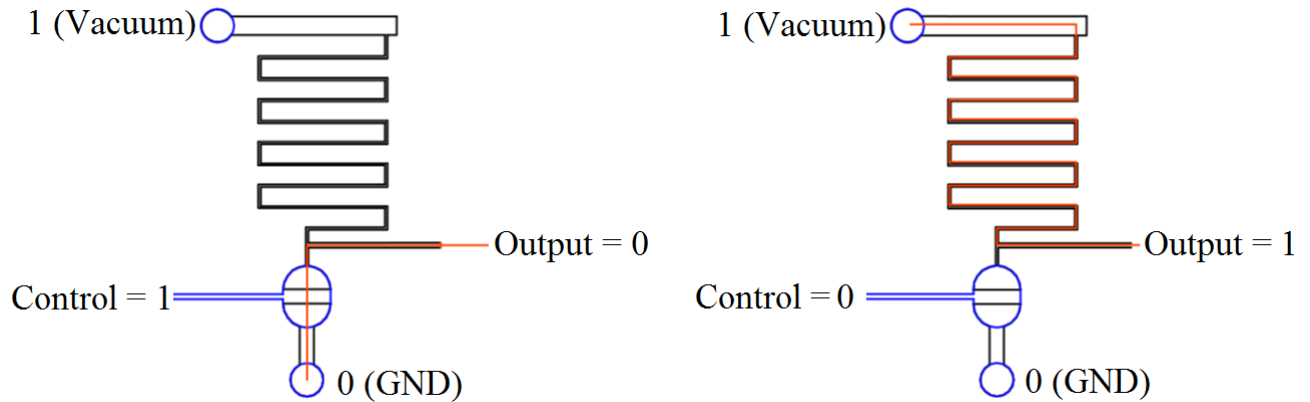 1 (Vacuum)
Output = 0
Control = 1
0 (GND)
1 (Vacuum)
Output = 1
Control = 0
0 (GND)